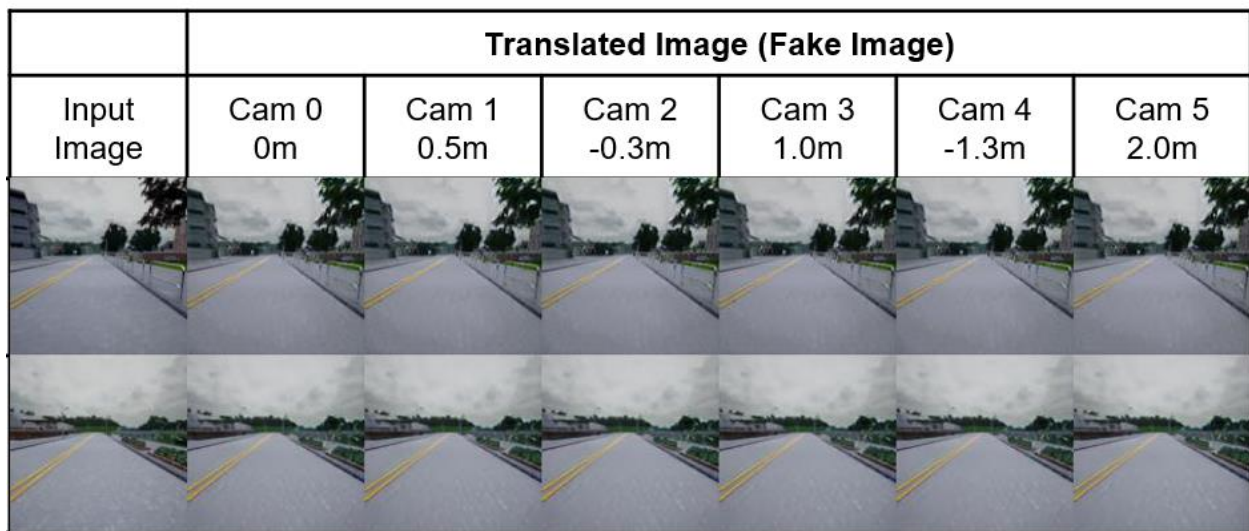 Translated Image (Fake Image)
Input Image
Cam 0
0m
Cam 1
0.5m
Cam 2
-0.3m
Cam 3
1.0m
Cam 4
-1.3m
Cam 5
2.0m